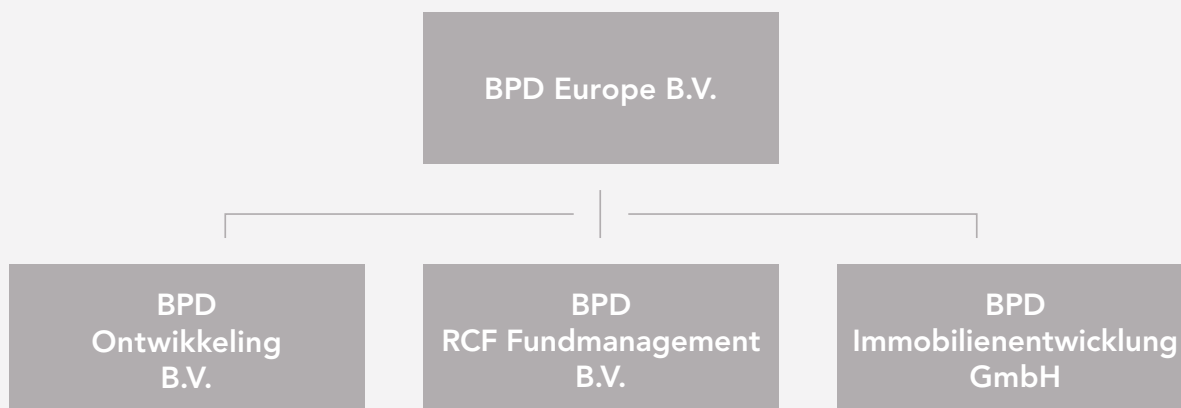 BPD Europe B.V.
BPD
Ontwikkeling
B.V.
BPD
RCF Fundmanagement
B.V.
BPD
Immobilienentwicklung
GmbH